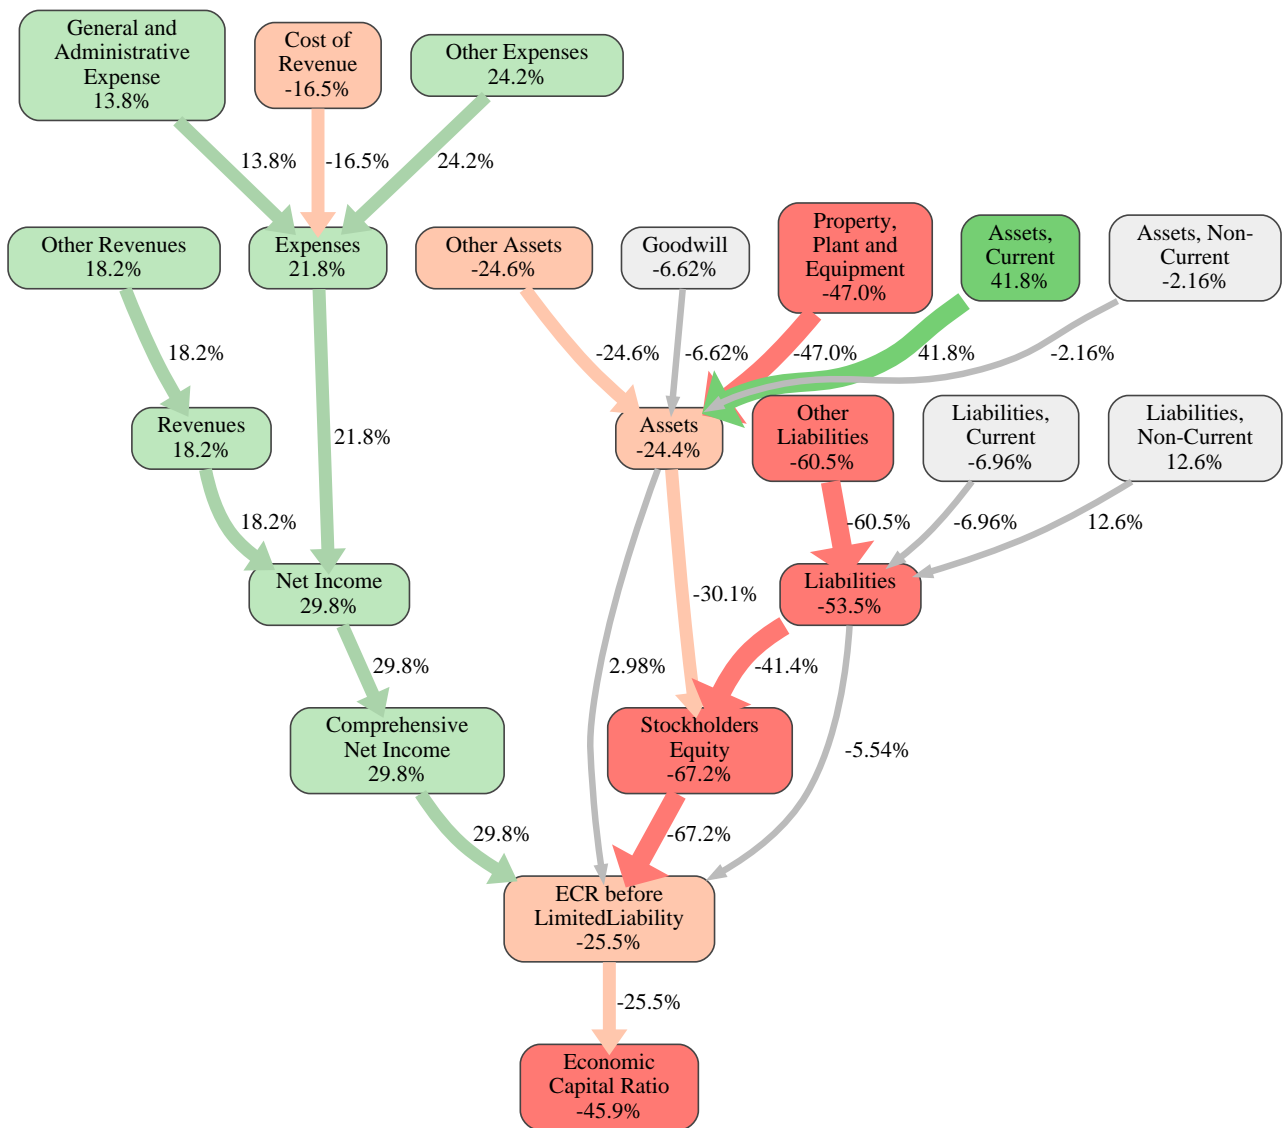 General and
Administrative
Expense
13.8%
Cost of
Revenue
-16.5%
Other Expenses
24.2%
13.8%
-16.5%
24.2%
Other Revenues
18.2%
Expenses
21.8%
Other Assets
-24.6%
Goodwill
-6.62%
Property,
Plant and
Equipment
-47.0%
Assets,
Current
41.8%
Assets, Non-
Current
-2.16%
18.2%
-24.6%
-6.62%
-47.0%
41.8%
-2.16%
Revenues
18.2%
21.8%
Assets
-24.4%
Other
Liabilities
-60.5%
Liabilities,
Current
-6.96%
Liabilities,
Non-Current
12.6%
18.2%
-60.5%
-6.96%
12.6%
Net Income
29.8%
-30.1%
Liabilities
-53.5%
29.8%
2.98%
-41.4%
Comprehensive
Net Income
29.8%
Stockholders
Equity
-67.2%
-5.54%
29.8%
-67.2%
ECR before
LimitedLiability
-25.5%
-25.5%
Economic
Capital Ratio
-45.9%